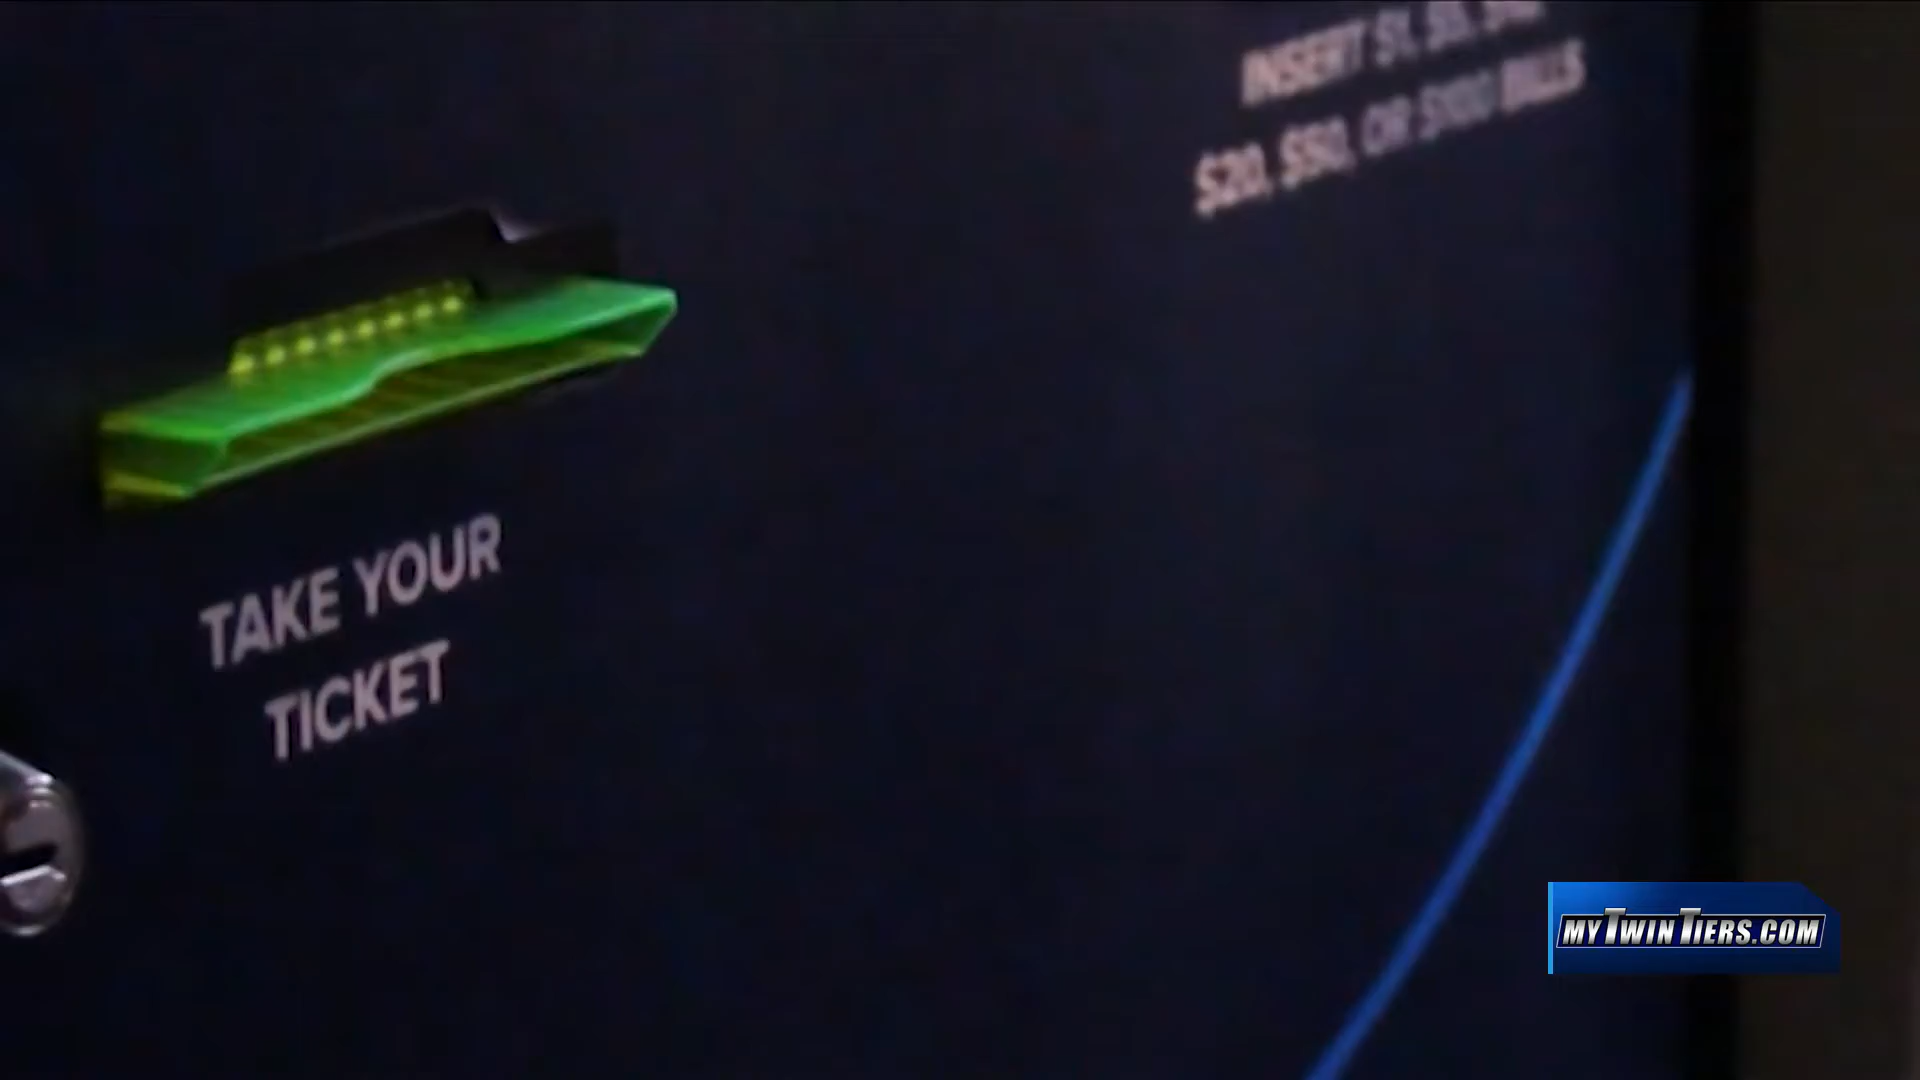 INSERT $1, $5, $10,
$20, $50, OR $100 BILLS
TAKE YOUR
TICKET
MYTWINTIERS.COM